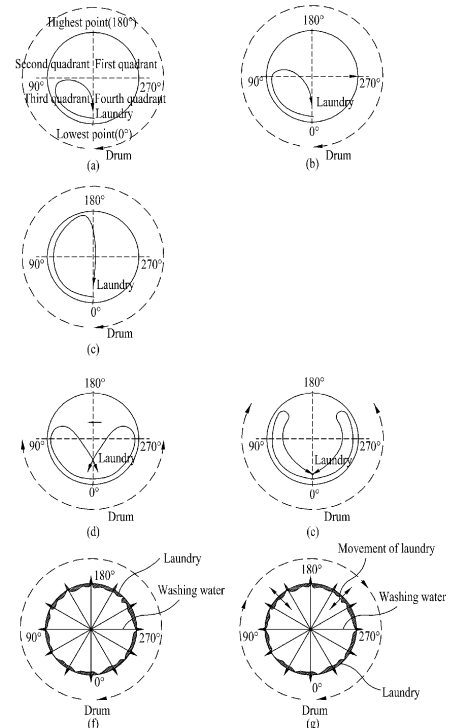 Highest point(180°)
Second quadrant First quadrant
90° 270°
Third quadrant Fourth quadrant
Laundry
Lowest point(0°)
Drum
(a)
180°
90° 270°
Laundry
0°
Drum
(b)
180°
90° 270°
Laundry
0°
Drum
(c)
180°
90° 270°
Laundry
0°
Drum
(d)
180°
90° 270°
Laundry
0°
Drum
(e)
Laundry
180°
Washing water
90° 270°
0°
Drum
(f)
Movement of laundry
180°
Washing water
90° 270°
0°
Laundry
Drum
(g)